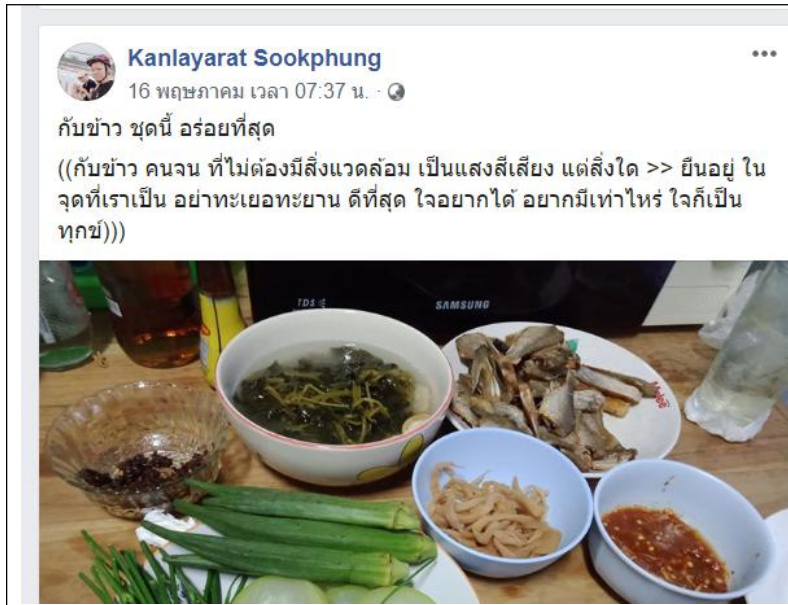 Kanlayarat Sookphung
16 พฤษภาคม เวลา 07:37 น. ·
กับข้าว ชุดนี้ อร่อยที่สุด
((กับข้าว คนจน ที่ไม่ต้องมีสิ่งแวดล้อม เป็นแสงสีเสียง แต่สิ่งใด >> ยืนอยู่ ใน
จุดที่เราเป็น อย่าทะเยอทะยาน ดีที่สุด ใจอยากได้ อยากมีเท่าไหร่ ใจก็เป็น
ทุกข์)))
TDS
SAMSUNG